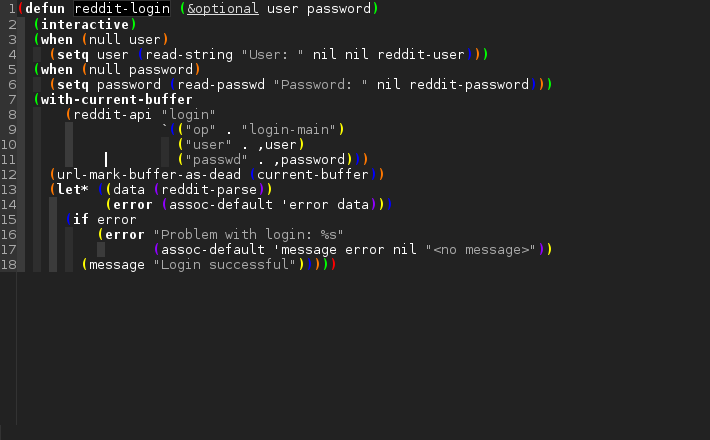 1 (defun reddit-login (&optional user password)
2   (interactive)
3   (when (null user)
4     (setq user (read-string "User: " nil nil reddit-user)))
5   (when (null password)
6     (setq password (read-passwd "Password: " nil reddit-password)))
7   (with-current-buffer
8       (reddit-api "login"
9                   `(("op" . "login-main")
10                    ("user" . ,user)
11                    ("passwd" . ,password)))
12    (url-mark-buffer-as-dead (current-buffer))
13    (let* ((data (reddit-parse))
14           (error (assoc-default 'error data)))
15      (if error
16          (error "Problem with login: %s"
17                 (assoc-default 'message error nil "<no message>"))
18        (message "Login successful")))))